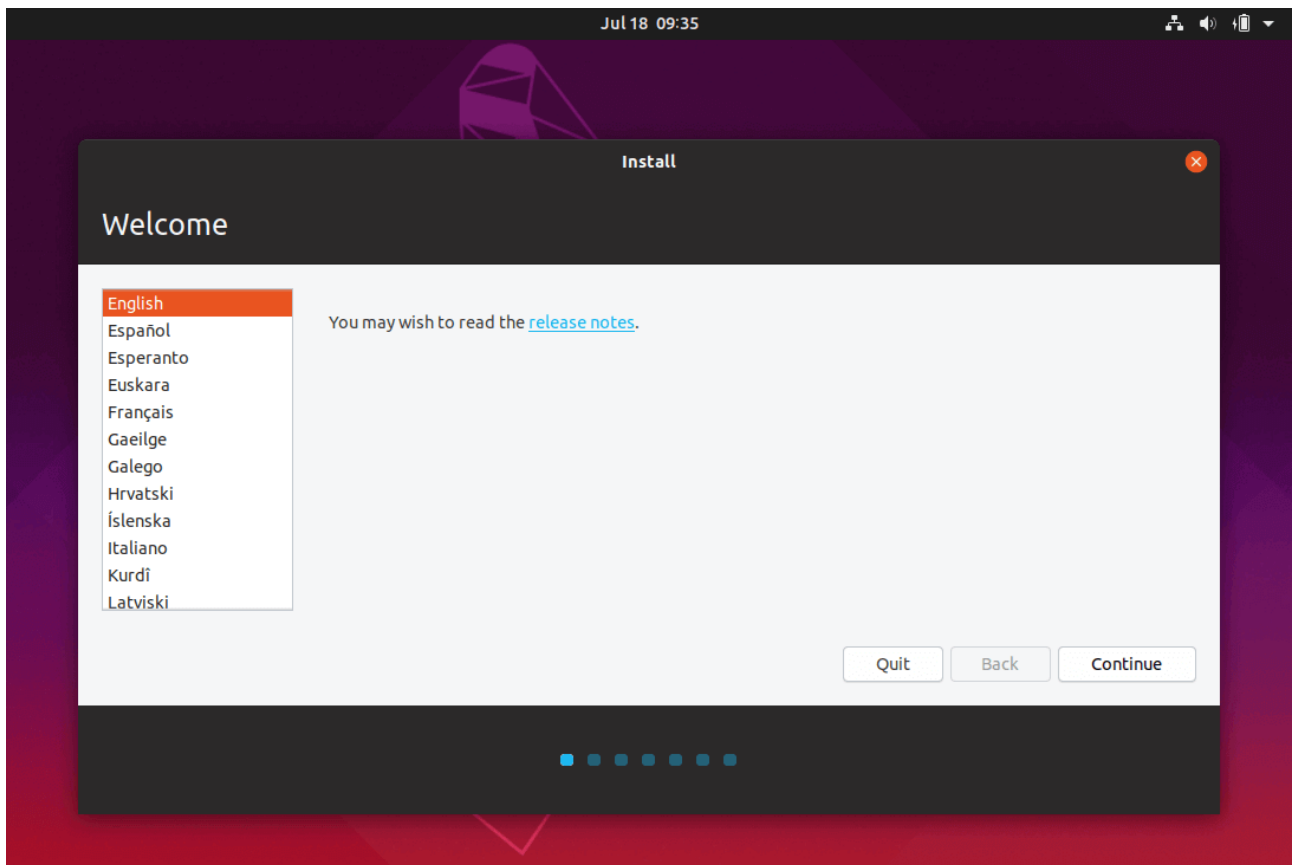 Jul 18 09:35
Install
Welcome
English
Español
Esperanto
Euskara
Français
Gaeilge
Galego
Hrvatski
Íslenska
Italiano
Kurdî
Latviski
You may wish to read the release notes.
Quit
Back
Continue